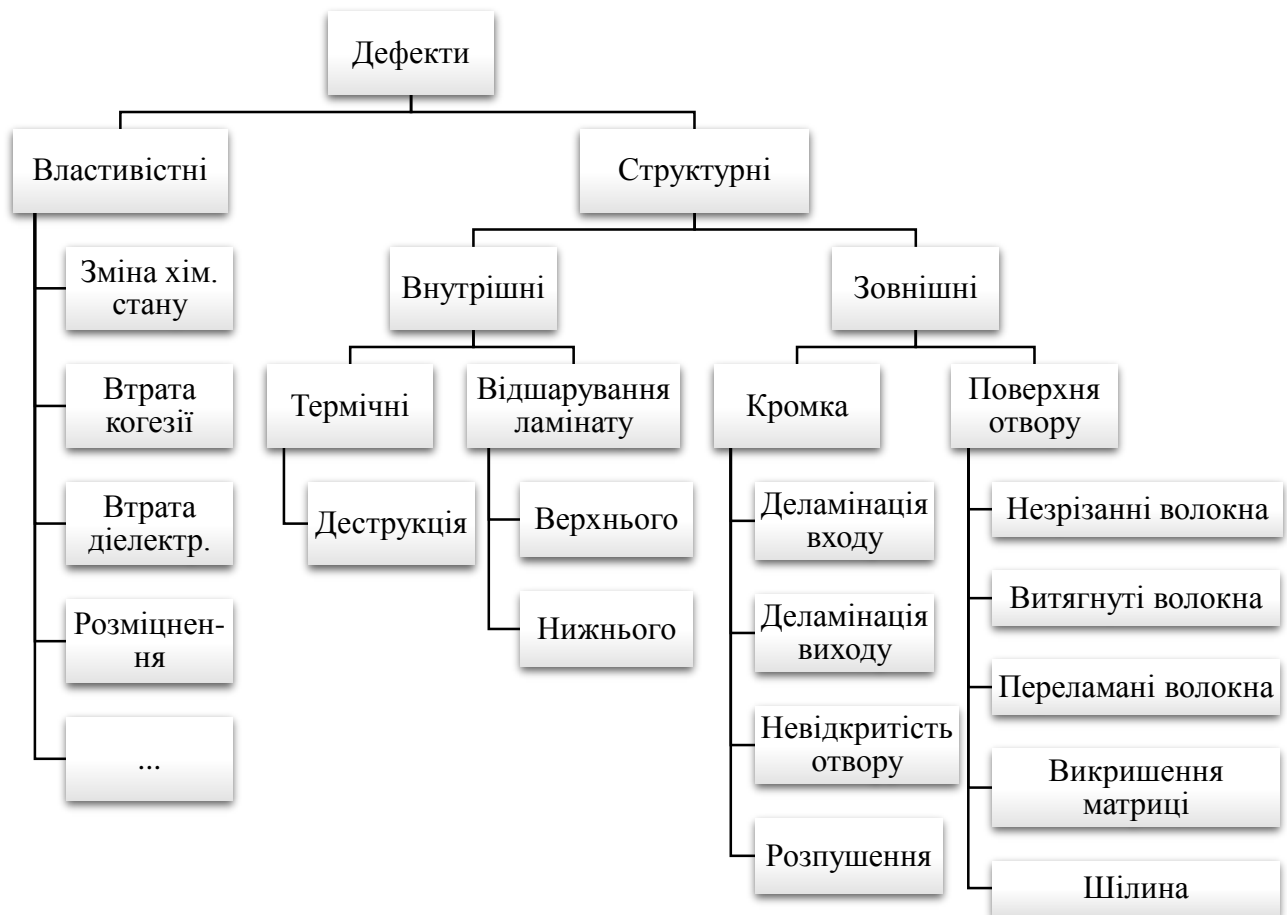 Дефекти
Властивістні
Структурні
Зміна хім.
стану
Втрата
когезії
Втрата
діелектр.
Розміцнен-
ня
...
Внутрішні
Зовнішні
Термічні
Деструкція
Відшарування
ламінату
Верхнього
Нижнього
Кромка
Деламінація
входу
Деламінація
виходу
Невідкритість
отвору
Розпушення
Поверхня
отвору
Незрізанні волокна
Витягнуті волокна
Переламані волокна
Викришення
матриці
Шілина